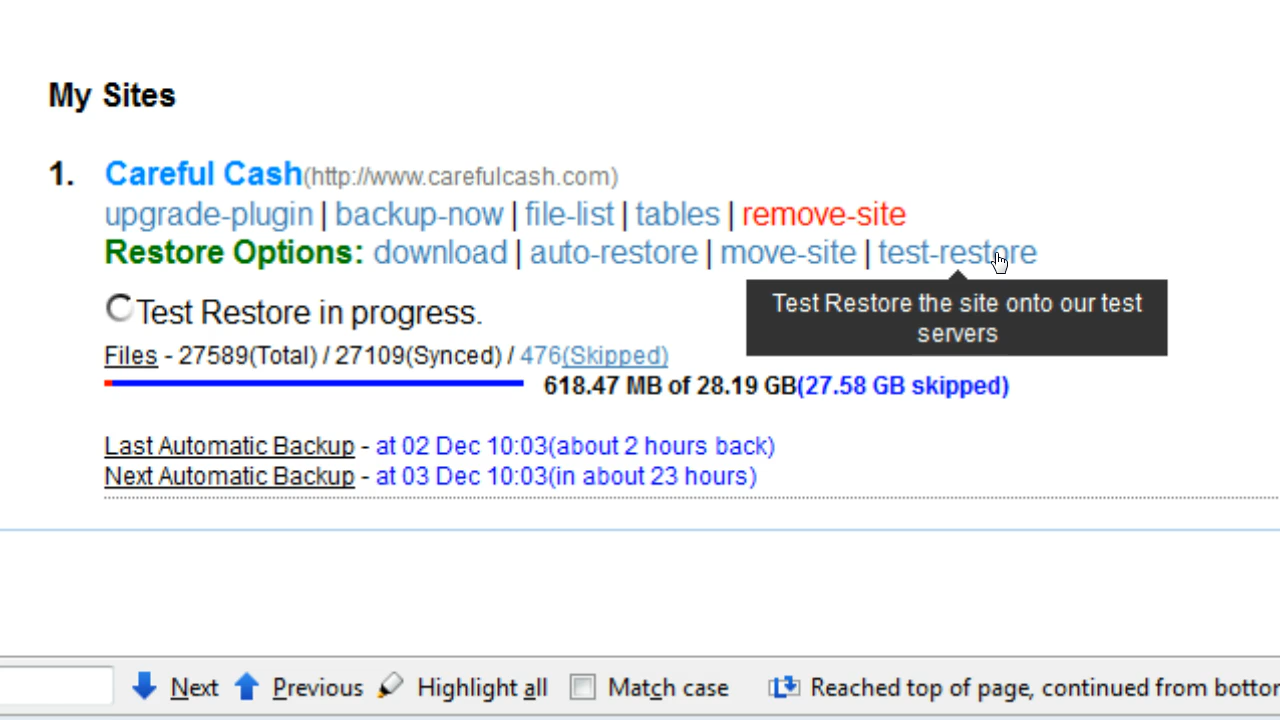 My Sites
1. Careful Cash(http://www.carefulcash.com)
upgrade-plugin | backup-now | file-list | tables | remove-site
Restore Options: download | auto-restore | move-site | test-restore
Test Restore the site onto our test
servers
Test Restore in progress.
Files - 27589(Total) / 27109(Synced) / 476(Skipped)
618.47 MB of 28.19 GB(27.58 GB skipped)
Last Automatic Backup - at 02 Dec 10:03(about 2 hours back)
Next Automatic Backup - at 03 Dec 10:03(in about 23 hours)
Next Previous Highlight all Match case Reached top of page, continued from bottor